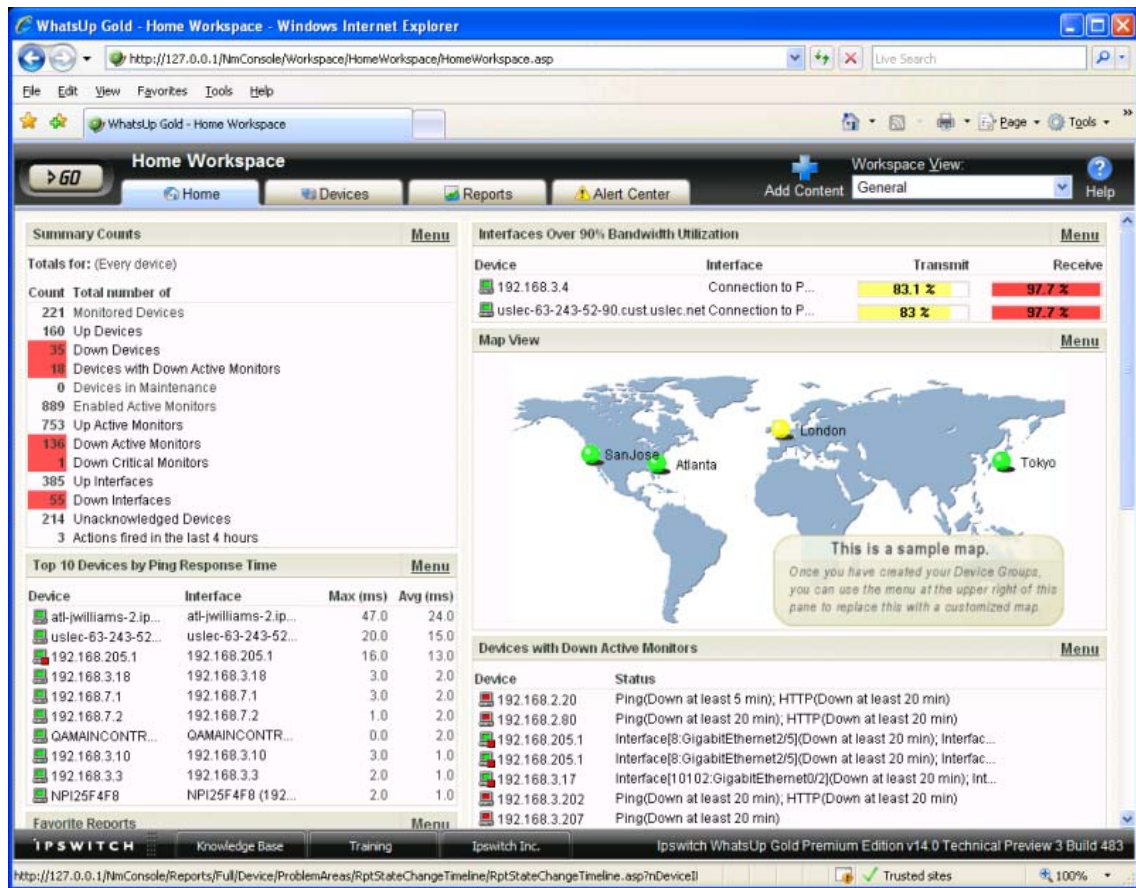 WhatsUp Gold - Home Workspace - Windows Internet Explorer
http://127.0.0.1/NmConsole/Workspace/HomeWorkspace/HomeWorkspace.asp
Live Search
File Edit View Favorites Tools Help
WhatsUp Gold - Home Workspace
Page Tools
GO
Home Workspace
Home
Devices
Reports
Alert Center
Add Content
Workspace View:
General
Help
Summary Counts Menu
Totals for: (Every device)
Count Total number of
221 Monitored Devices
160 Up Devices
35 Down Devices
18 Devices with Down Active Monitors
0 Devices in Maintenance
889 Enabled Active Monitors
753 Up Active Monitors
136 Down Active Monitors
1 Down Critical Monitors
385 Up Interfaces
55 Down Interfaces
214 Unacknowledged Devices
3 Actions fired in the last 4 hours
Top 10 Devices by Ping Response Time Menu
Device Interface Max (ms) Avg (ms)
atl-jwilliams-2.ip... atl-jwilliams-2.ip... 47.0 24.0
uslec-63-243-52... uslec-63-243-52... 20.0 15.0
192.168.205.1 192.168.205.1 16.0 13.0
192.168.3.18 192.168.3.18 3.0 2.0
192.168.7.1 192.168.7.1 3.0 2.0
192.168.7.2 192.168.7.2 1.0 2.0
QAMAINCONTR... QAMAINCONTR... 0.0 2.0
192.168.3.10 192.168.3.10 3.0 1.0
192.168.3.3 192.168.3.3 2.0 1.0
NPI25F4F8 NPI25F4F8 (192... 2.0 1.0
Favorite Reports Menu
Interfaces Over 90% Bandwidth Utilization Menu
Device Interface Transmit Receive
192.168.3.4 Connection to P... 83.1 % 97.7 %
uslec-63-243-52-90.cust.uslec.net Connection to P... 83 % 97.7 %
Map View Menu
London
SanJose
Atlanta
Tokyo
This is a sample map.
Once you have created your Device Groups,
you can use the menu at the upper right of this
pane to replace this with a customized map.
Devices with Down Active Monitors Menu
Device Status
192.168.2.20 Ping(Down at least 5 min); HTTP(Down at least 20 min)
192.168.2.80 Ping(Down at least 20 min); HTTP(Down at least 20 min)
192.168.205.1 Interface[8:GigabitEthernet2/5](Down at least 20 min); Interfac...
192.168.205.1 Interface[8:GigabitEthernet2/5](Down at least 20 min); Interfac...
192.168.3.17 Interface[10102:GigabitEthernet0/2](Down at least 20 min); Int...
192.168.3.202 Ping(Down at least 20 min); HTTP(Down at least 20 min)
192.168.3.207 Ping(Down at least 20 min)
IPSWITCH
Knowledge Base
Training
Ipswitch Inc.
Ipswitch WhatsUp Gold Premium Edition v14.0 Technical Preview 3 Build 483
http://127.0.0.1/NmConsole/Reports/Full/Device/ProblemAreas/RptStateChangeTimeline/RptStateChangeTimeline.asp?nDeviceI
Trusted sites
100%